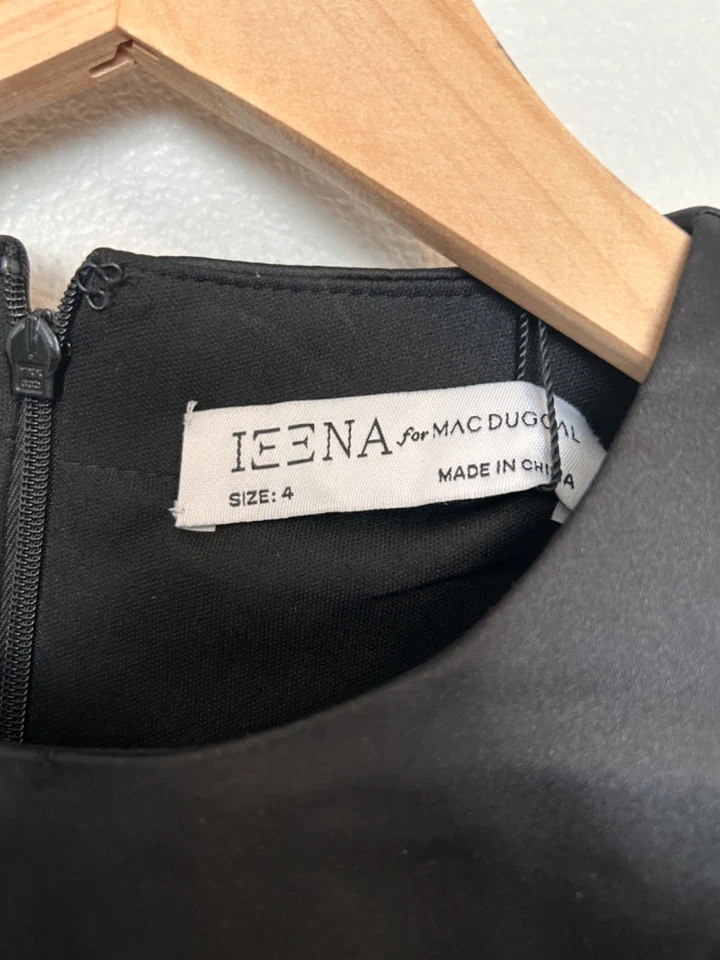 IEENA for MAC DUGGAL
SIZE: 4
MADE IN CHINA